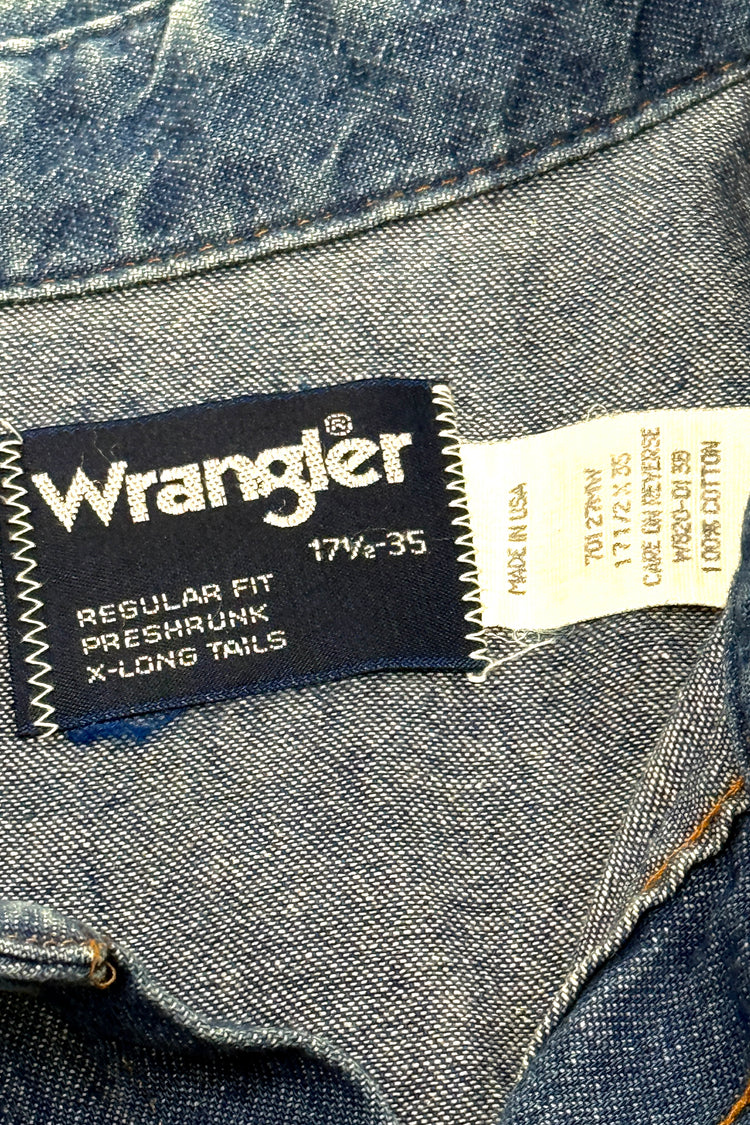 Wrangler®
17½-35
REGULAR FIT
PRESHRUNK
X-LONG TAILS
MADE IN USA
70127MW
17 1/2 X 35
CARE ON REVERSE
100% COTTON